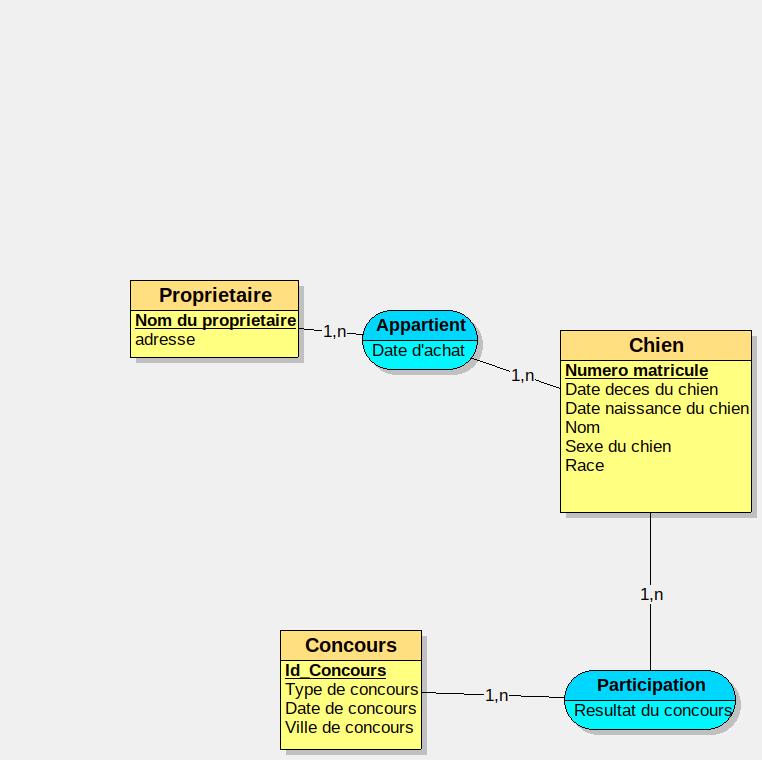 Proprietaire
Nom du proprietaire
adresse
1,n
Appartient
Date d'achat
1,n
Chien
Numero matricule
Date deces du chien
Date naissance du chien
Nom
Sexe du chien
Race
1,n
Concours
Id_Concours
Type de concours
Date de concours
Ville de concours
1,n
Participation
Resultat du concours